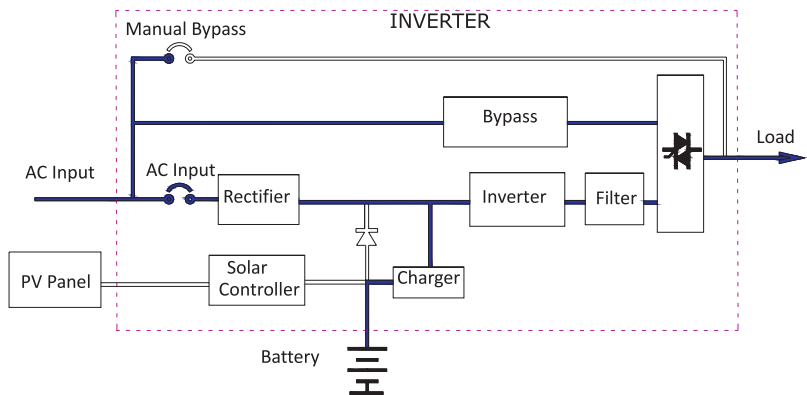 INVERTER
Manual Bypass
Bypass
Load
AC Input
AC Input
Rectifier
Inverter
Filter
PV Panel
Solar
Controller
Charger
Battery